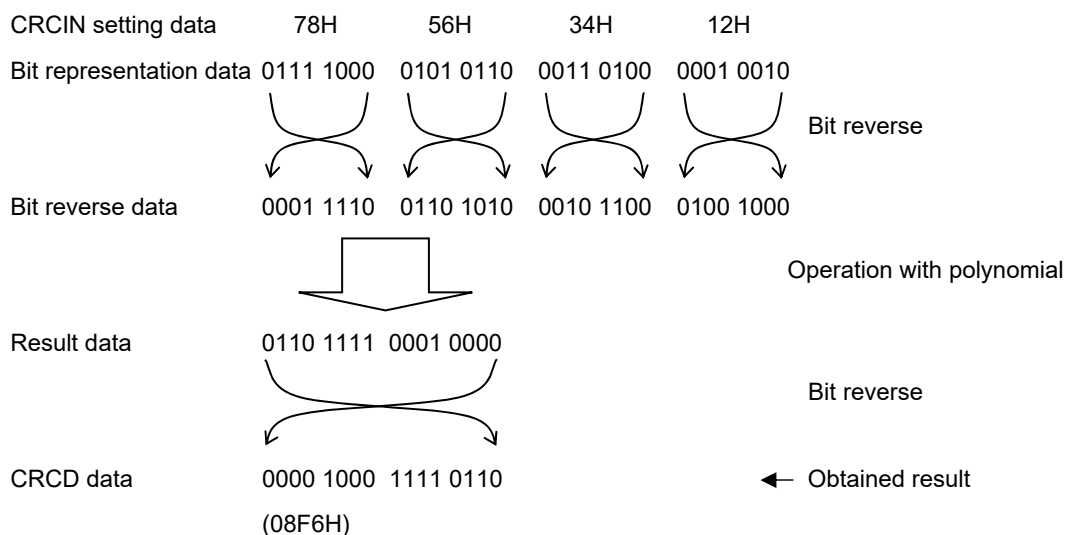 CRCIN setting data 78H 56H 34H 12H
Bit representation data 0111 1000 0101 0110 0011 0100 0001 0010
Bit reverse
Bit reverse data 0001 1110 0110 1010 0010 1100 0100 1000
Operation with polynomial
Result data 0110 1111 0001 0000
Bit reverse
CRCD data 0000 1000 1111 0110 Obtained result
(08F6H)